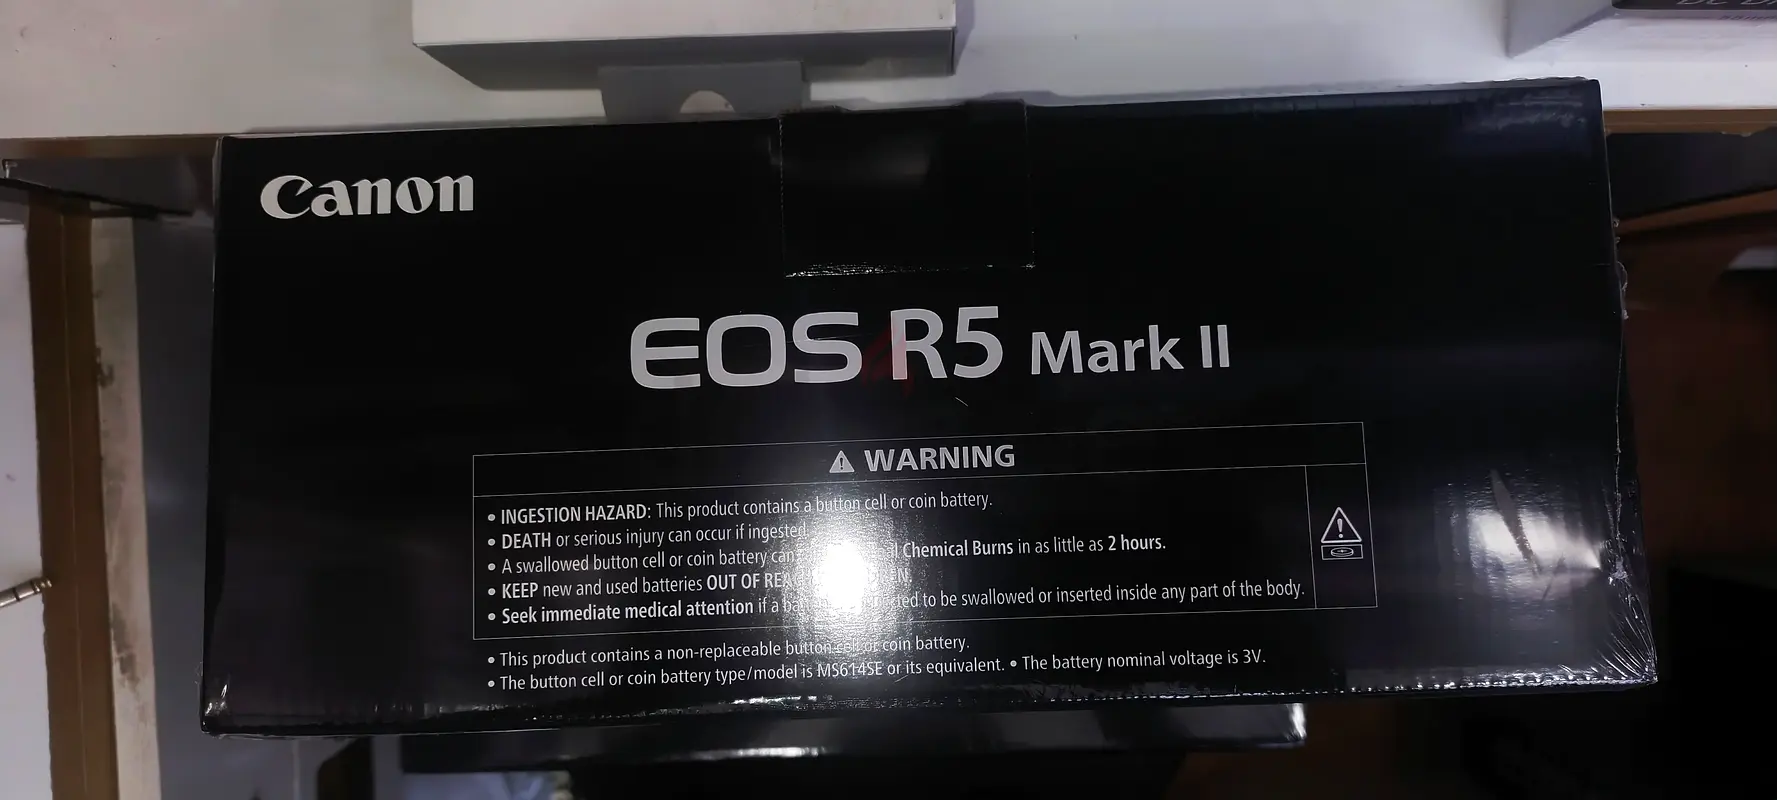 Canon
EOS R5 Mark II
⚠ WARNING
• INGESTION HAZARD: This product contains a button cell or coin battery.
• DEATH or serious injury can occur if ingested
• A swallowed button cell or coin battery can Chemical Burns in as little as 2 hours.
• KEEP new and used batteries OUT OF
• Seek immediate medical attention if a to be swallowed or inserted inside any part of the body.
• This product contains a non-replaceable button cell or coin battery.
• The button cell or coin battery type/model is MS614SE or its equivalent. • The battery nominal voltage is 3V.